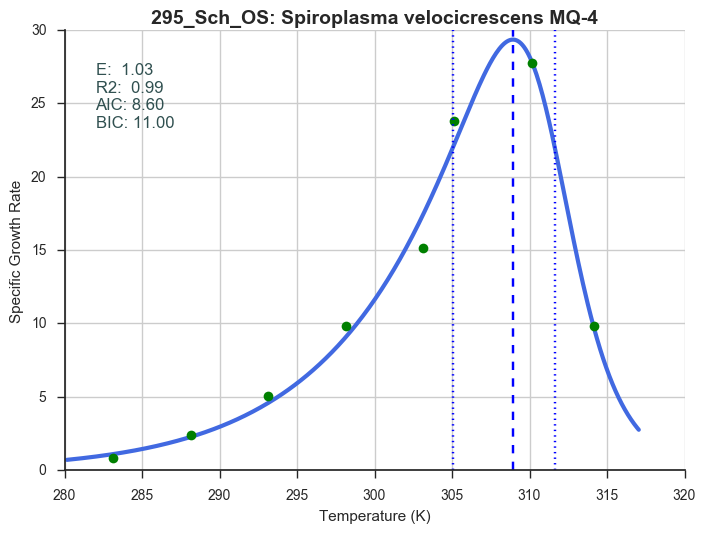 295_Sch_OS: Spiroplasma velocicrescens MQ-4
E:  1.03
R2:  0.99
AIC: 8.60
BIC: 11.00
30
25
20
15
10
5
0
Specific Growth Rate
280 285 290 295 300 305 310 315 320
Temperature (K)